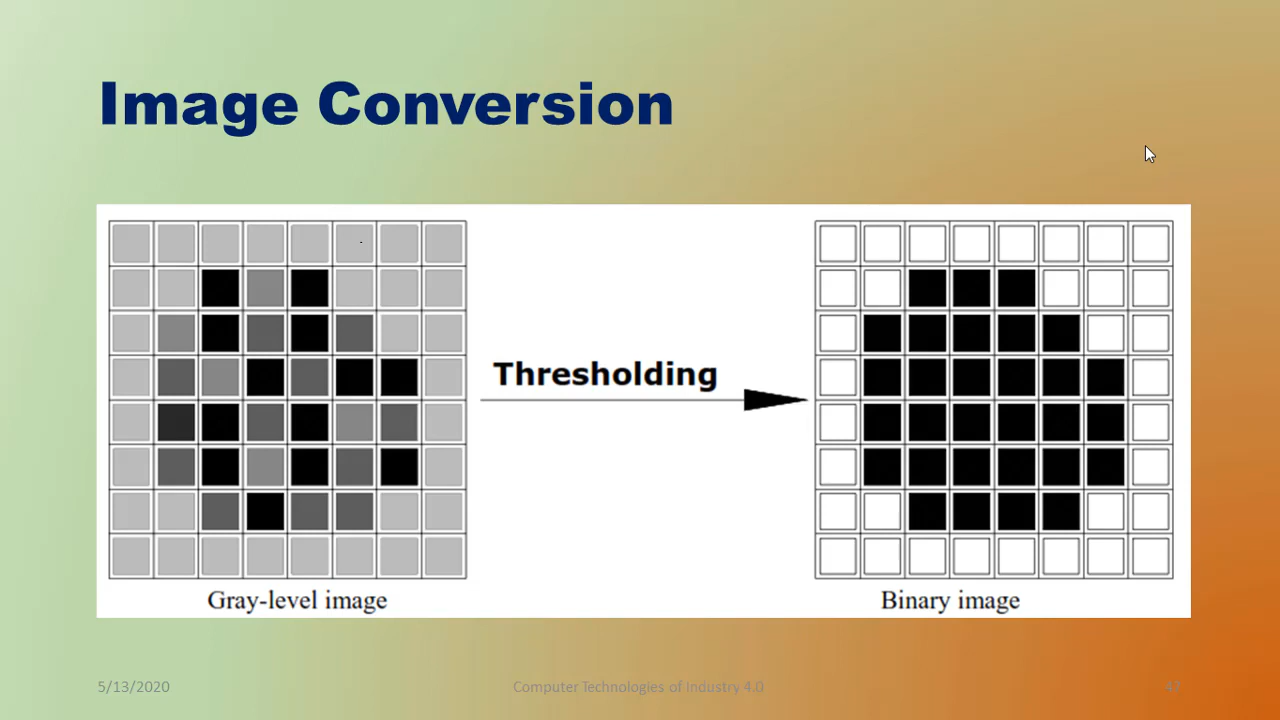 Image Conversion
Thresholding
Gray-level image
Binary image
5/13/2020
Computer Technologies of Industry 4.0